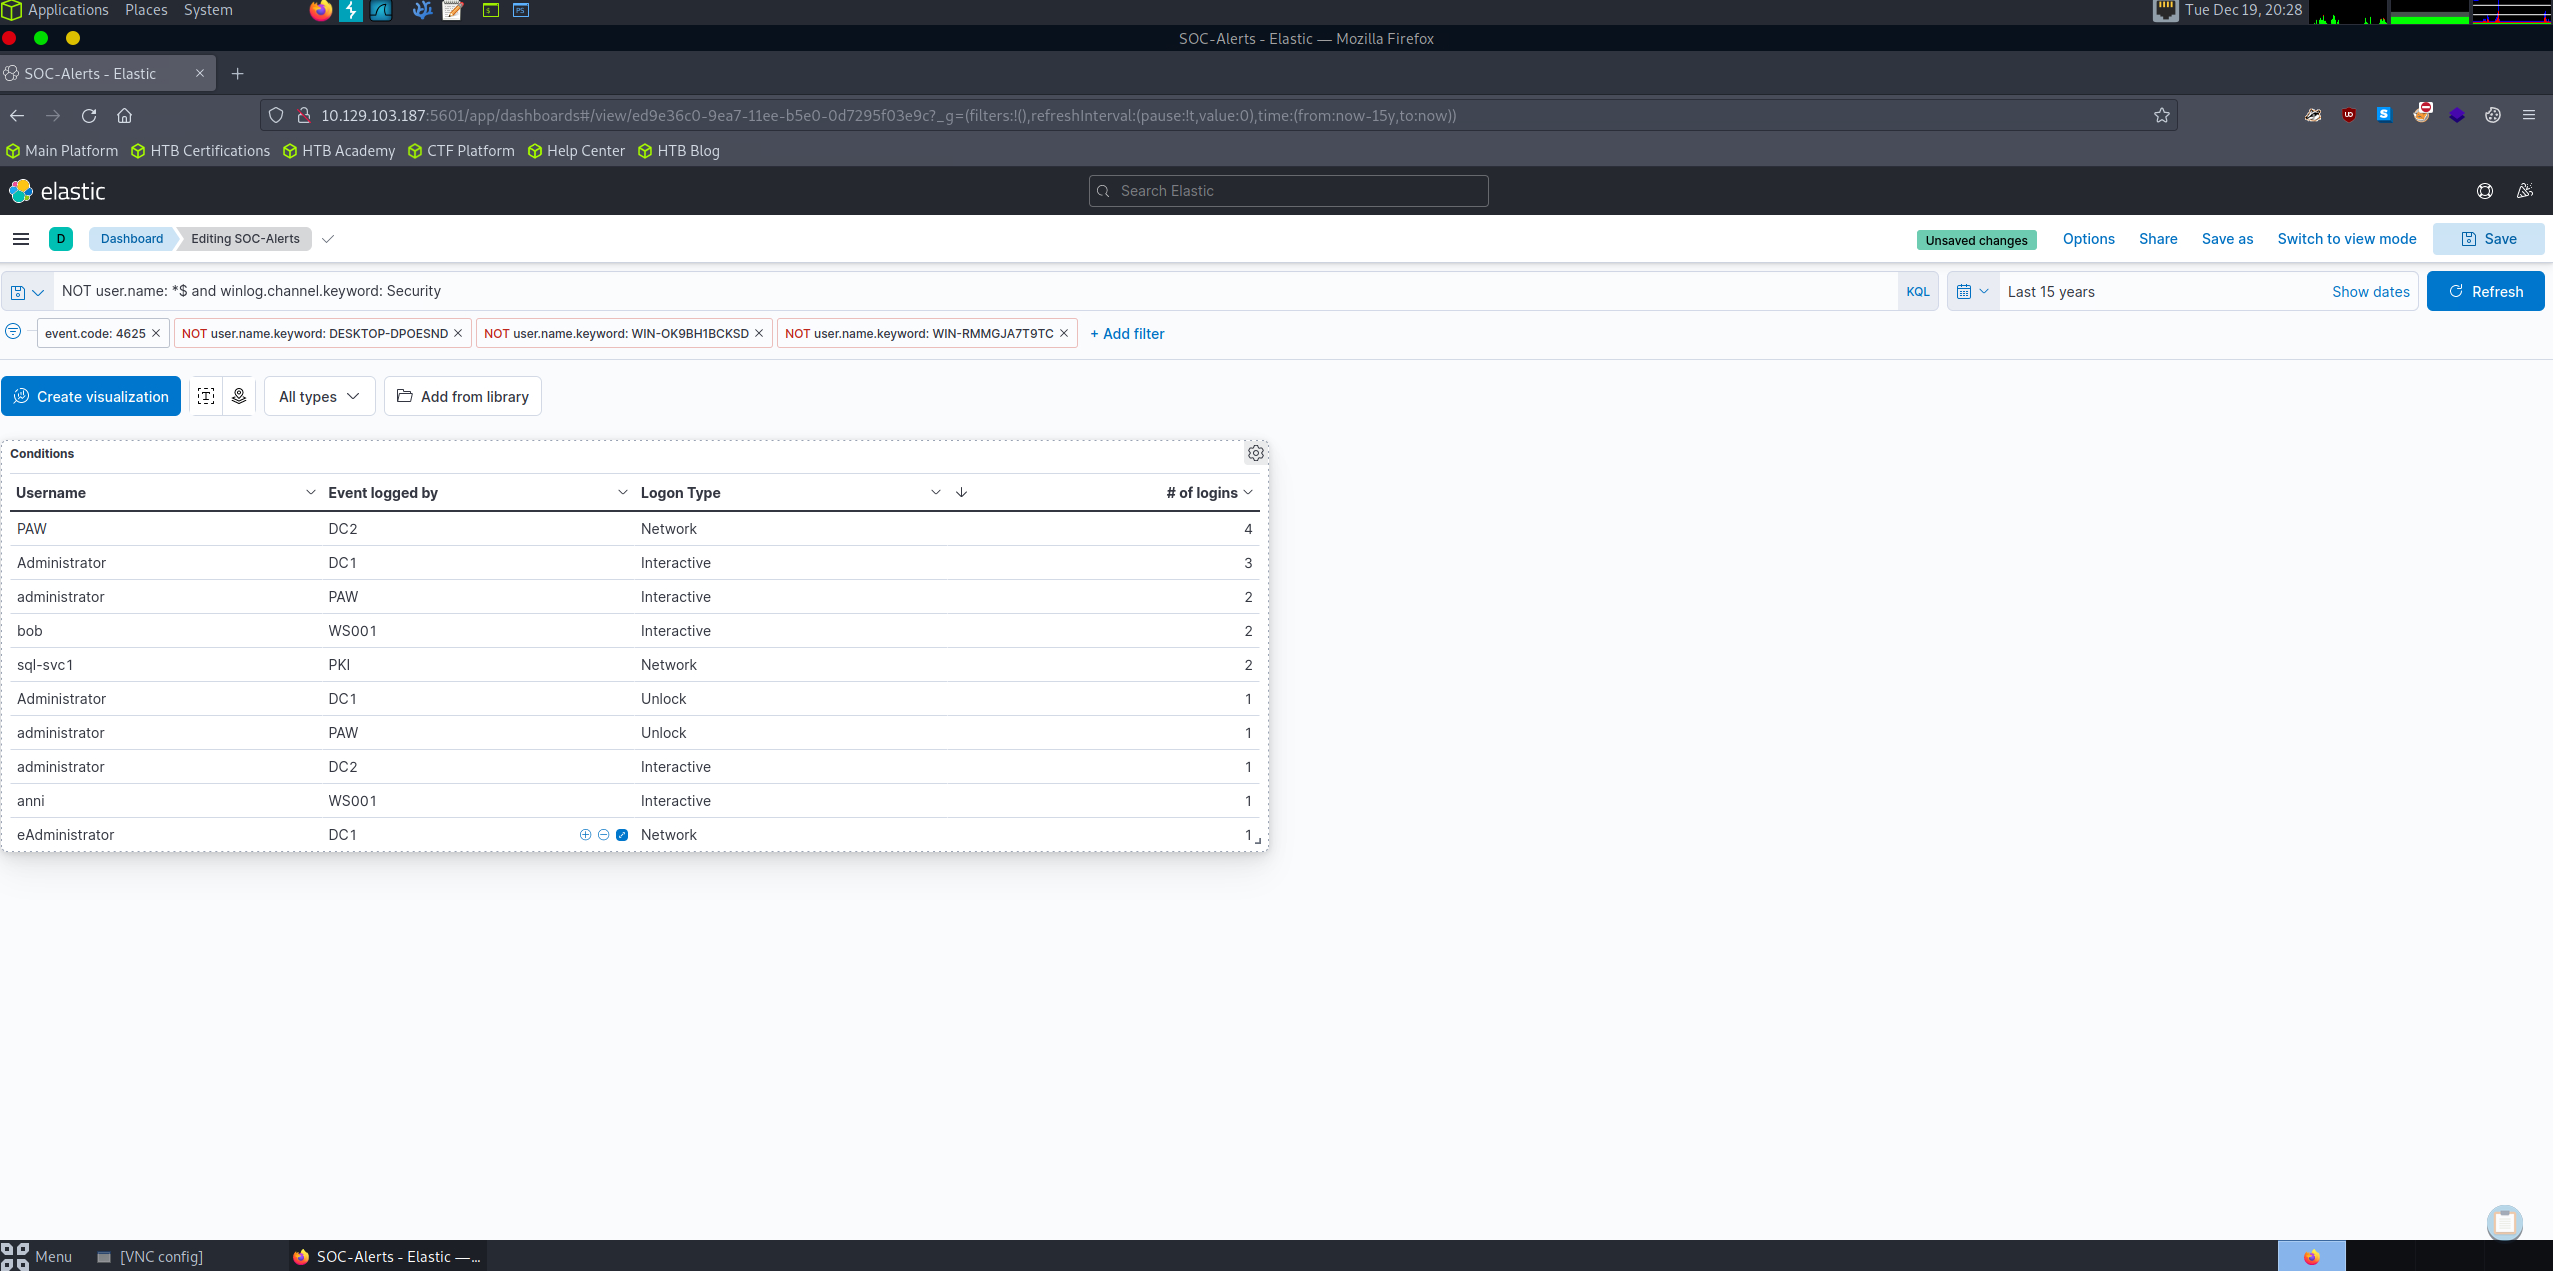 Applications Places System Tue Dec 19, 20:28
SOC-Alerts - Elastic — Mozilla Firefox
SOC-Alerts - Elastic
10.129.103.187:5601/app/dashboards#/view/ed9e36c0-9ea7-11ee-b5e0-0d7295f03e9c?_g=(filters:!(),refreshInterval:(pause:!t,value:0),time:(from:now-15y,to:now))
Main Platform HTB Certifications HTB Academy CTF Platform Help Center HTB Blog
elastic Search Elastic
D Dashboard Editing SOC-Alerts Unsaved changes Options Share Save as Switch to view mode Save
NOT user.name: *$ and winlog.channel.keyword: Security KQL Last 15 years Show dates Refresh
event.code: 4625 × NOT user.name.keyword: DESKTOP-DPOESND × NOT user.name.keyword: WIN-OK9BH1BCKSD × NOT user.name.keyword: WIN-RMMGJA7T9TC × + Add filter
Create visualization All types Add from library
Conditions
Username Event logged by Logon Type # of logins
PAW DC2 Network 4
Administrator DC1 Interactive 3
administrator PAW Interactive 2
bob WS001 Interactive 2
sql-svc1 PKI Network 2
Administrator DC1 Unlock 1
administrator PAW Unlock 1
administrator DC2 Interactive 1
anni WS001 Interactive 1
eAdministrator DC1 Network 1
Menu [VNC config] SOC-Alerts - Elastic —...